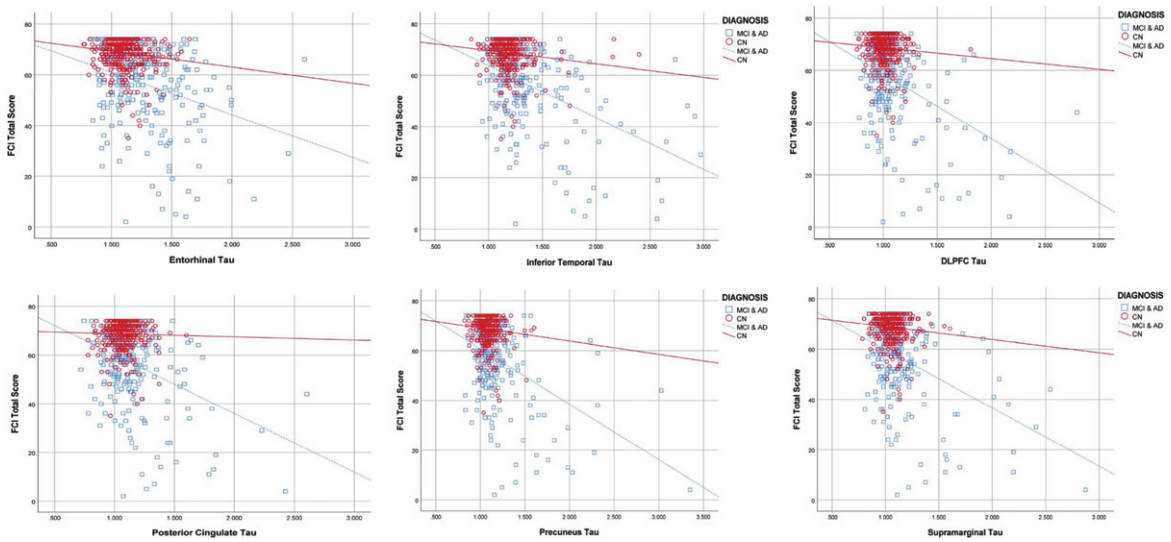 DIAGNOSIS
MCI & AD
CN
MCI & AD
CN
FCI Total Score
80
60
40
20
0
.500 1.000 1.500 2.000 2.500 3.000
Entorhinal Tau
DIAGNOSIS
MCI & AD
CN
MCI & AD
CN
FCI Total Score
80
60
40
20
0
.500 1.000 1.500 2.000 2.500 3.000
Inferior Temporal Tau
DIAGNOSIS
MCI & AD
CN
MCI & AD
CN
FCI Total Score
80
60
40
20
0
.500 1.000 1.500 2.000 2.500 3.000
DLPFC Tau
FCI Total Score
80
60
40
20
0
.500 1.000 1.500 2.000 2.500 3.000
Posterior Cingulate Tau
DIAGNOSIS
MCI & AD
CN
MCI & AD
CN
FCI Total Score
80
60
40
20
0
.500 1.000 1.500 2.000 2.500 3.000 3.500
Precuneus Tau
DIAGNOSIS
MCI & AD
CN
MCI & AD
CN
FCI Total Score
80
60
40
20
0
.500 1.000 1.500 2.000 2.500 3.000
Supramarginal Tau